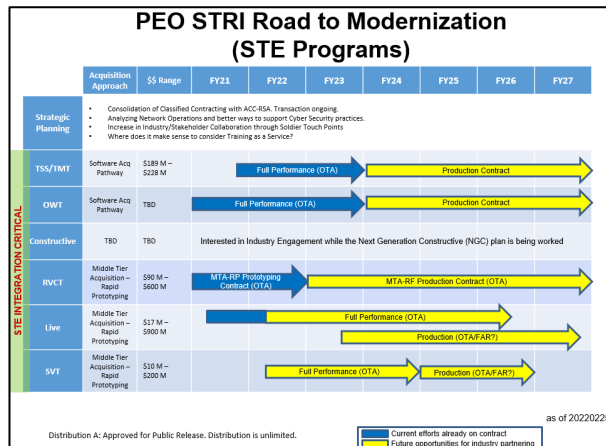 PEO STRI Road to Modernization
(STE Programs)
Acquisition Approach $$ Range FY21 FY22 FY23 FY24 FY25 FY26 FY27
Strategic Planning
• Consolidation of Classified Contracting with ACC-RSA. Transaction ongoing.
• Analyzing Network Operations and better ways to support Cyber Security practices.
• Increase in Industry/Stakeholder Collaboration through Soldier Touch Points
• Where does it make sense to consider Training as a Service?
STE INTEGRATION CRITICAL
TSS/TMT Software Acq Pathway $189 M – $228 M Full Performance (OTA) Production Contract
OWT Software Acq Pathway TBD Full Performance (OTA) Production Contract
Constructive TBD TBD Interested in Industry Engagement while the Next Generation Constructive (NGC) plan is being worked
RVCT Middle Tier Acquisition – Rapid Prototyping $90 M – $600 M MTA-RP Prototyping Contract (OTA) MTA-RF Production Contract (OTA)
Live Middle Tier Acquisition – Rapid Prototyping $17 M – $900 M Full Performance (OTA)
Production (OTA/FAR?)
SVT Middle Tier Acquisition – Rapid Prototyping $10 M – $200 M Full Performance (OTA) Production (OTA/FAR?)
as of 20220225
Distribution A: Approved for Public Release. Distribution is unlimited.
Current efforts already on contract
Future opportunities for industry partnering